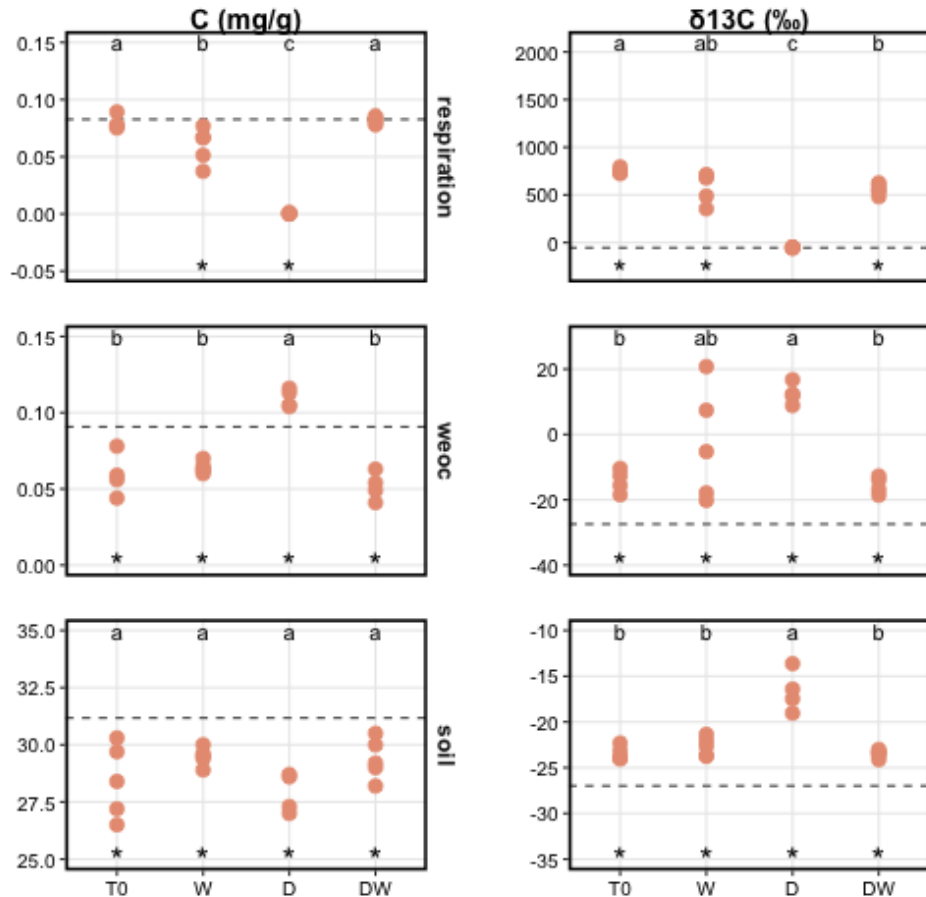 C (mg/g)
δ13C (‰)
0.15
0.10
0.05
0.00
-0.05
a b c a
* *
respiration
2000
1500
1000
500
0
a ab c b
* * *
0.15
0.10
0.05
0.00
b b a b
* * * *
weoc
20
0
-20
-40
b ab a b
* * * *
35.0
32.5
30.0
27.5
25.0
a a a a
* * * *
T0 W D DW
soil
-10
-15
-20
-25
-30
-35
b b a b
* * * *
T0 W D DW